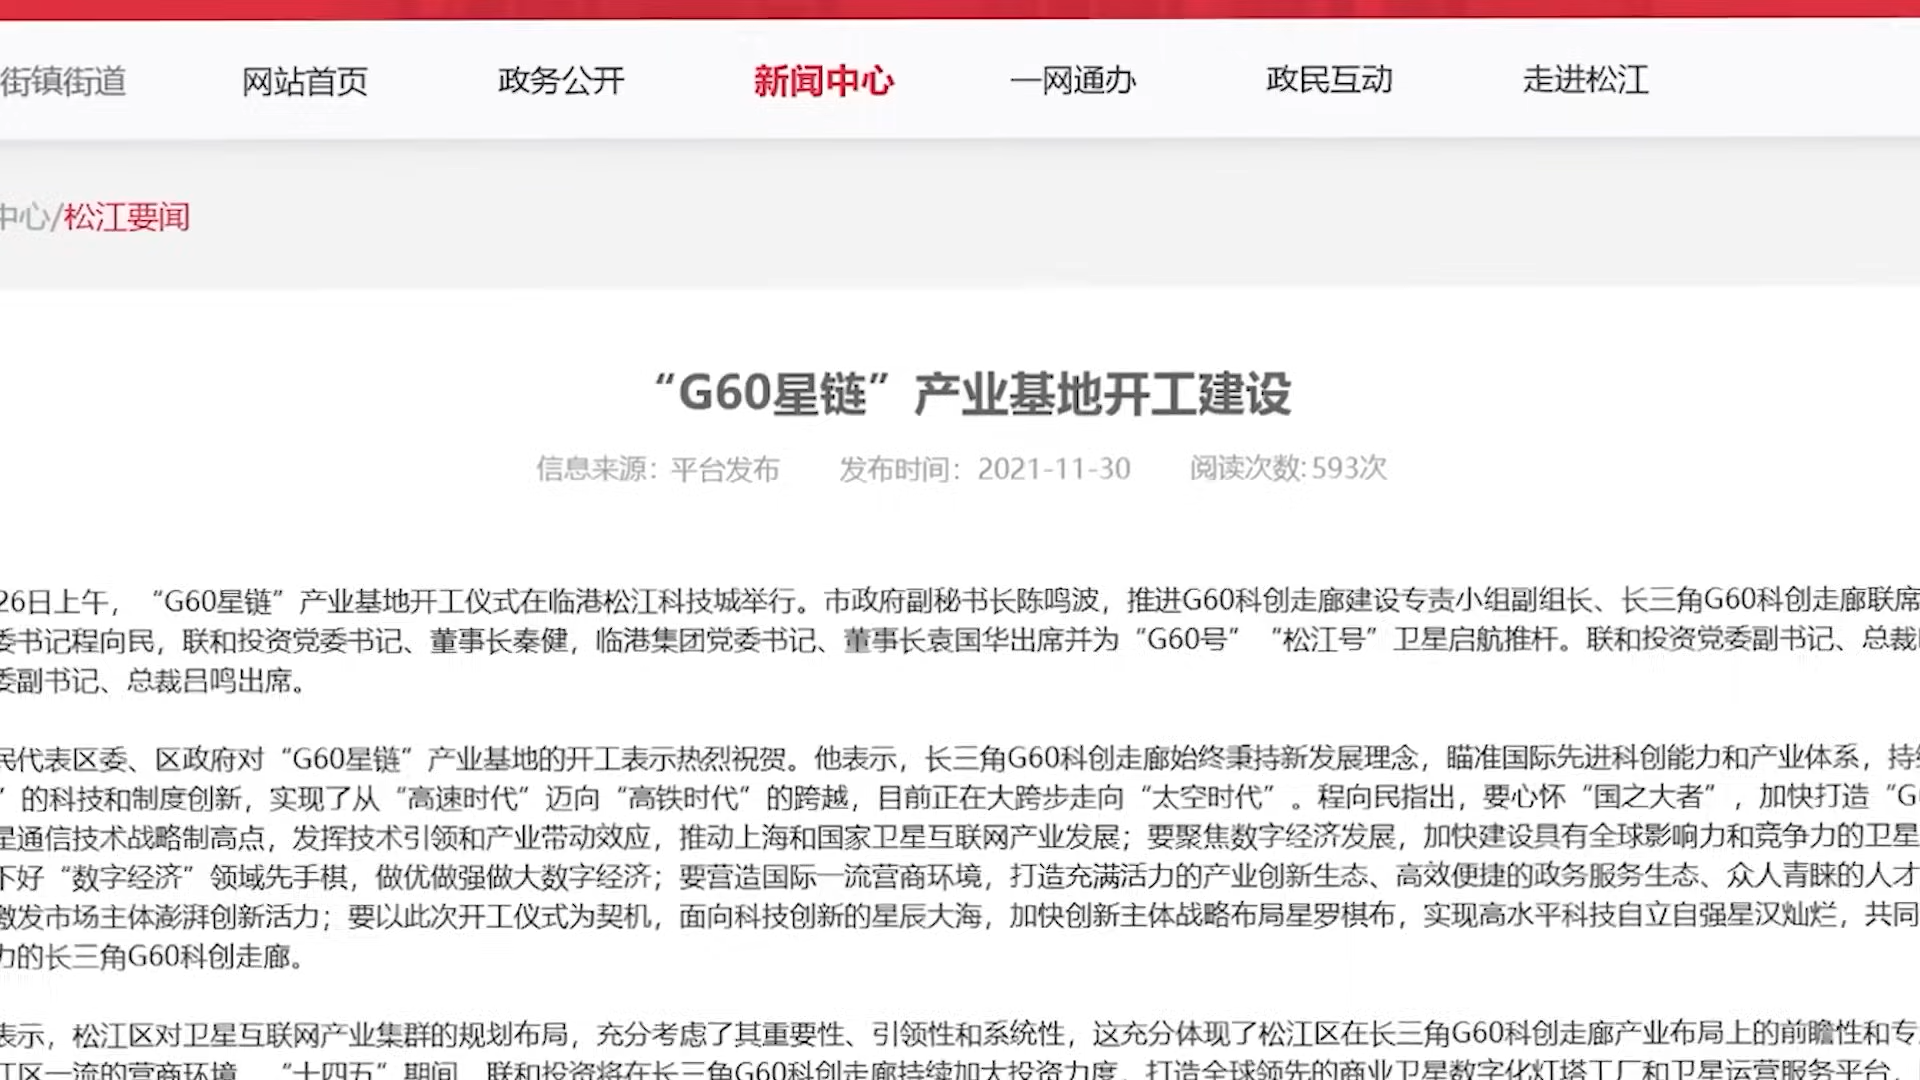 街镇街道 网站首页 政务公开 新闻中心 一网通办 政民互动 走进松江
中心/松江要闻
“G60星链”产业基地开工建设
信息来源：平台发布 发布时间：2021-11-30 阅读次数:593次
26日上午，“G60星链”产业基地开工仪式在临港松江科技城举行。市政府副秘书长陈鸣波，推进G60科创走廊建设专责小组副组长、长三角G60科创走廊联席
委书记程向民，联和投资党委书记、董事长秦健，临港集团党委书记、董事长袁国华出席并为“G60号”“松江号”卫星启航推杆。联和投资党委副书记、总裁
委副书记、总裁吕鸣出席。
民代表区委、区政府对“G60星链”产业基地的开工表示热烈祝贺。他表示，长三角G60科创走廊始终秉持新发展理念，瞄准国际先进科创能力和产业体系，持
”的科技和制度创新，实现了从“高速时代”迈向“高铁时代”的跨越，目前正在大跨步走向“太空时代”。程向民指出，要心怀“国之大者”，加快打造“G
星通信技术战略制高点，发挥技术引领和产业带动效应，推动上海和国家卫星互联网产业发展；要聚焦数字经济发展，加快建设具有全球影响力和竞争力的卫星
下好“数字经济”领域先手棋，做优做强做大数字经济；要营造国际一流营商环境，打造充满活力的产业创新生态、高效便捷的政务服务生态、众人青睐的人才
激发市场主体澎湃创新活力；要以此次开工仪式为契机，面向科技创新的星辰大海，加快创新主体战略布局星罗棋布，实现高水平科技自立自强星汉灿烂，共同
力的长三角G60科创走廊。
表示，松江区对卫星互联网产业集群的规划布局，充分考虑了其重要性、引领性和系统性，这充分体现了松江区在长三角G60科创走廊产业布局上的前瞻性和专
江区一流的营商环境，“十四五”期间，联和投资将在长三角G60科创走廊持续加大投资力度，打造全球领先的商业卫星数字化灯塔工厂和卫星运营服务平台，